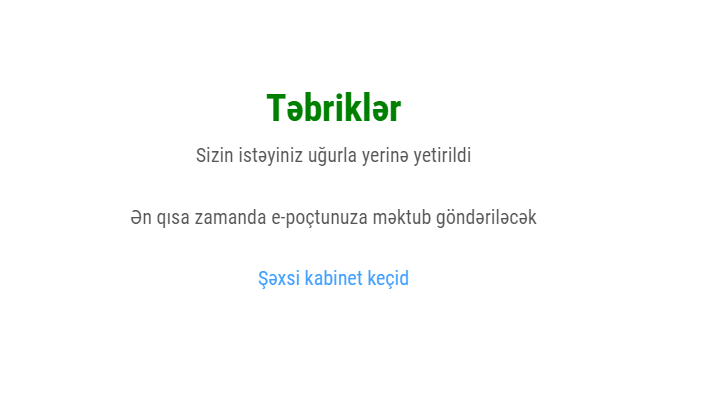 Təbriklər
Sizin istəyiniz uğurla yerinə yetirildi
Ən qısa zamanda e-poçtunuza məktub göndəriləcək
Şəxsi kabinet keçid